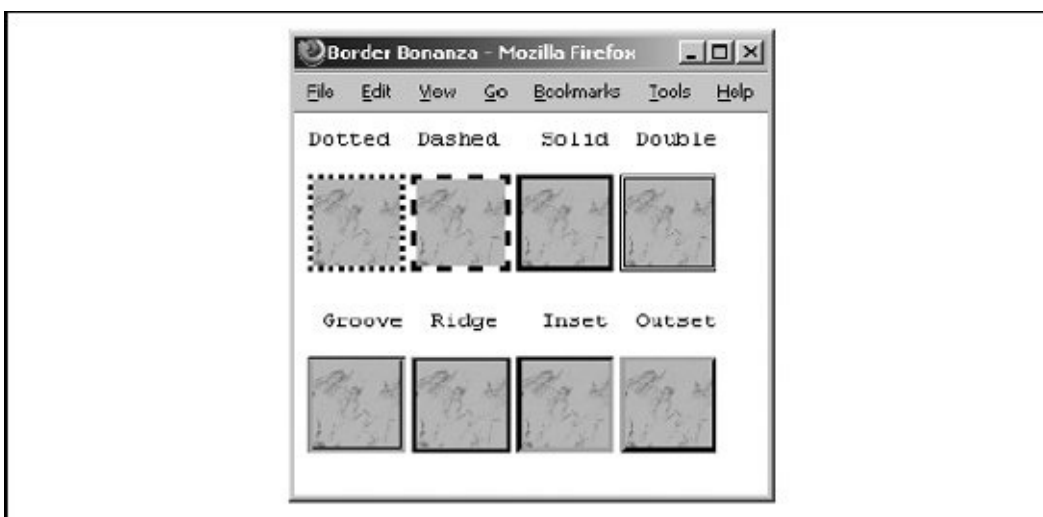 Border Bonanza - Mozilla Firefox
File Edit View Go Bookmarks Tools Help
Dotted Dashed Solid Double
Groove Ridge Inset Outset